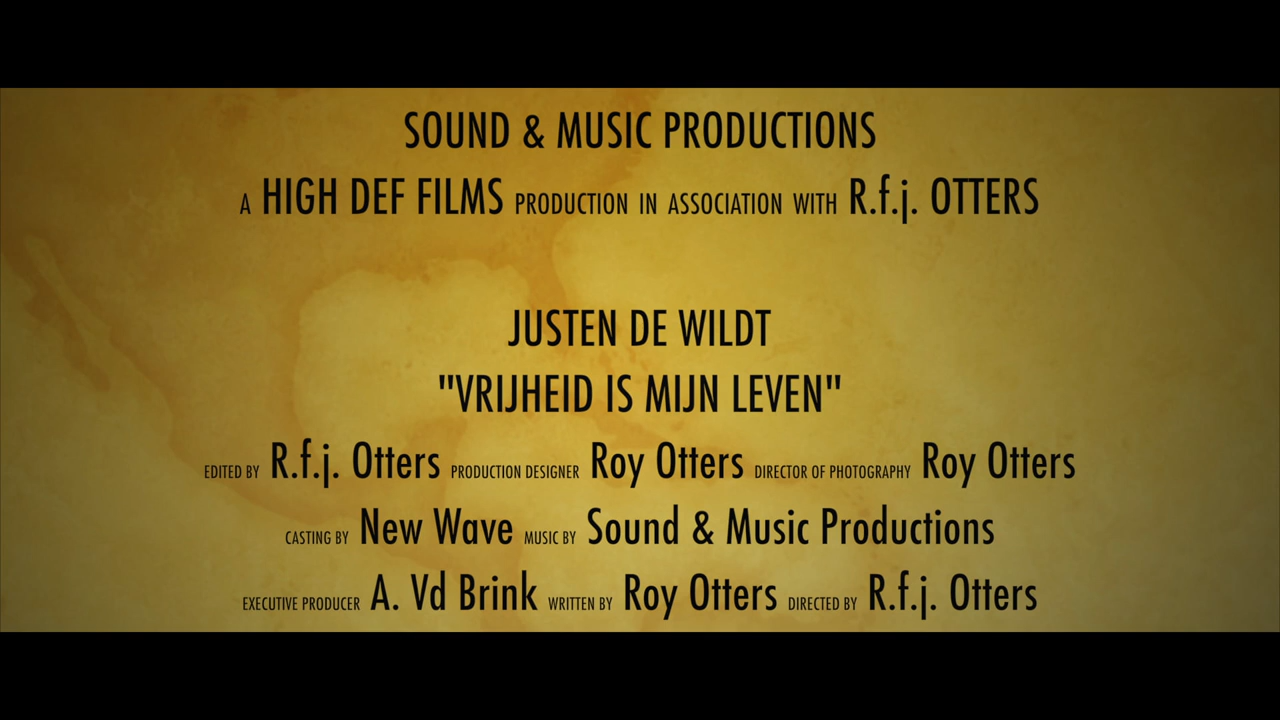 SOUND & MUSIC PRODUCTIONS
A HIGH DEF FILMS PRODUCTION IN ASSOCIATION WITH R.f.j. OTTERS
JUSTEN DE WILDT
"VRIJHEID IS MIJN LEVEN"
EDITED BY R.f.j. Otters PRODUCTION DESIGNER Roy Otters DIRECTOR OF PHOTOGRAPHY Roy Otters
CASTING BY New Wave MUSIC BY Sound & Music Productions
EXECUTIVE PRODUCER A. Vd Brink WRITTEN BY Roy Otters DIRECTED BY R.f.j. Otters